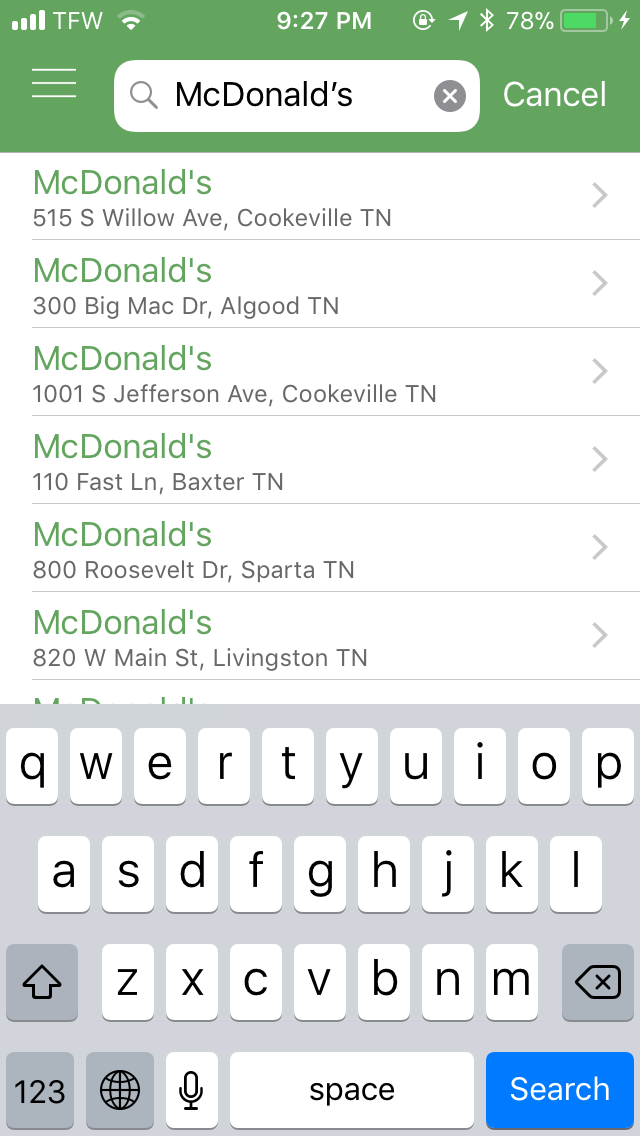 TFW 9:27 PM 78%
McDonald’s Cancel
McDonald's
515 S Willow Ave, Cookeville TN
McDonald's
300 Big Mac Dr, Algood TN
McDonald's
1001 S Jefferson Ave, Cookeville TN
McDonald's
110 Fast Ln, Baxter TN
McDonald's
800 Roosevelt Dr, Sparta TN
McDonald's
820 W Main St, Livingston TN
q w e r t y u i o p
a s d f g h j k l
z x c v b n m
123 space Search